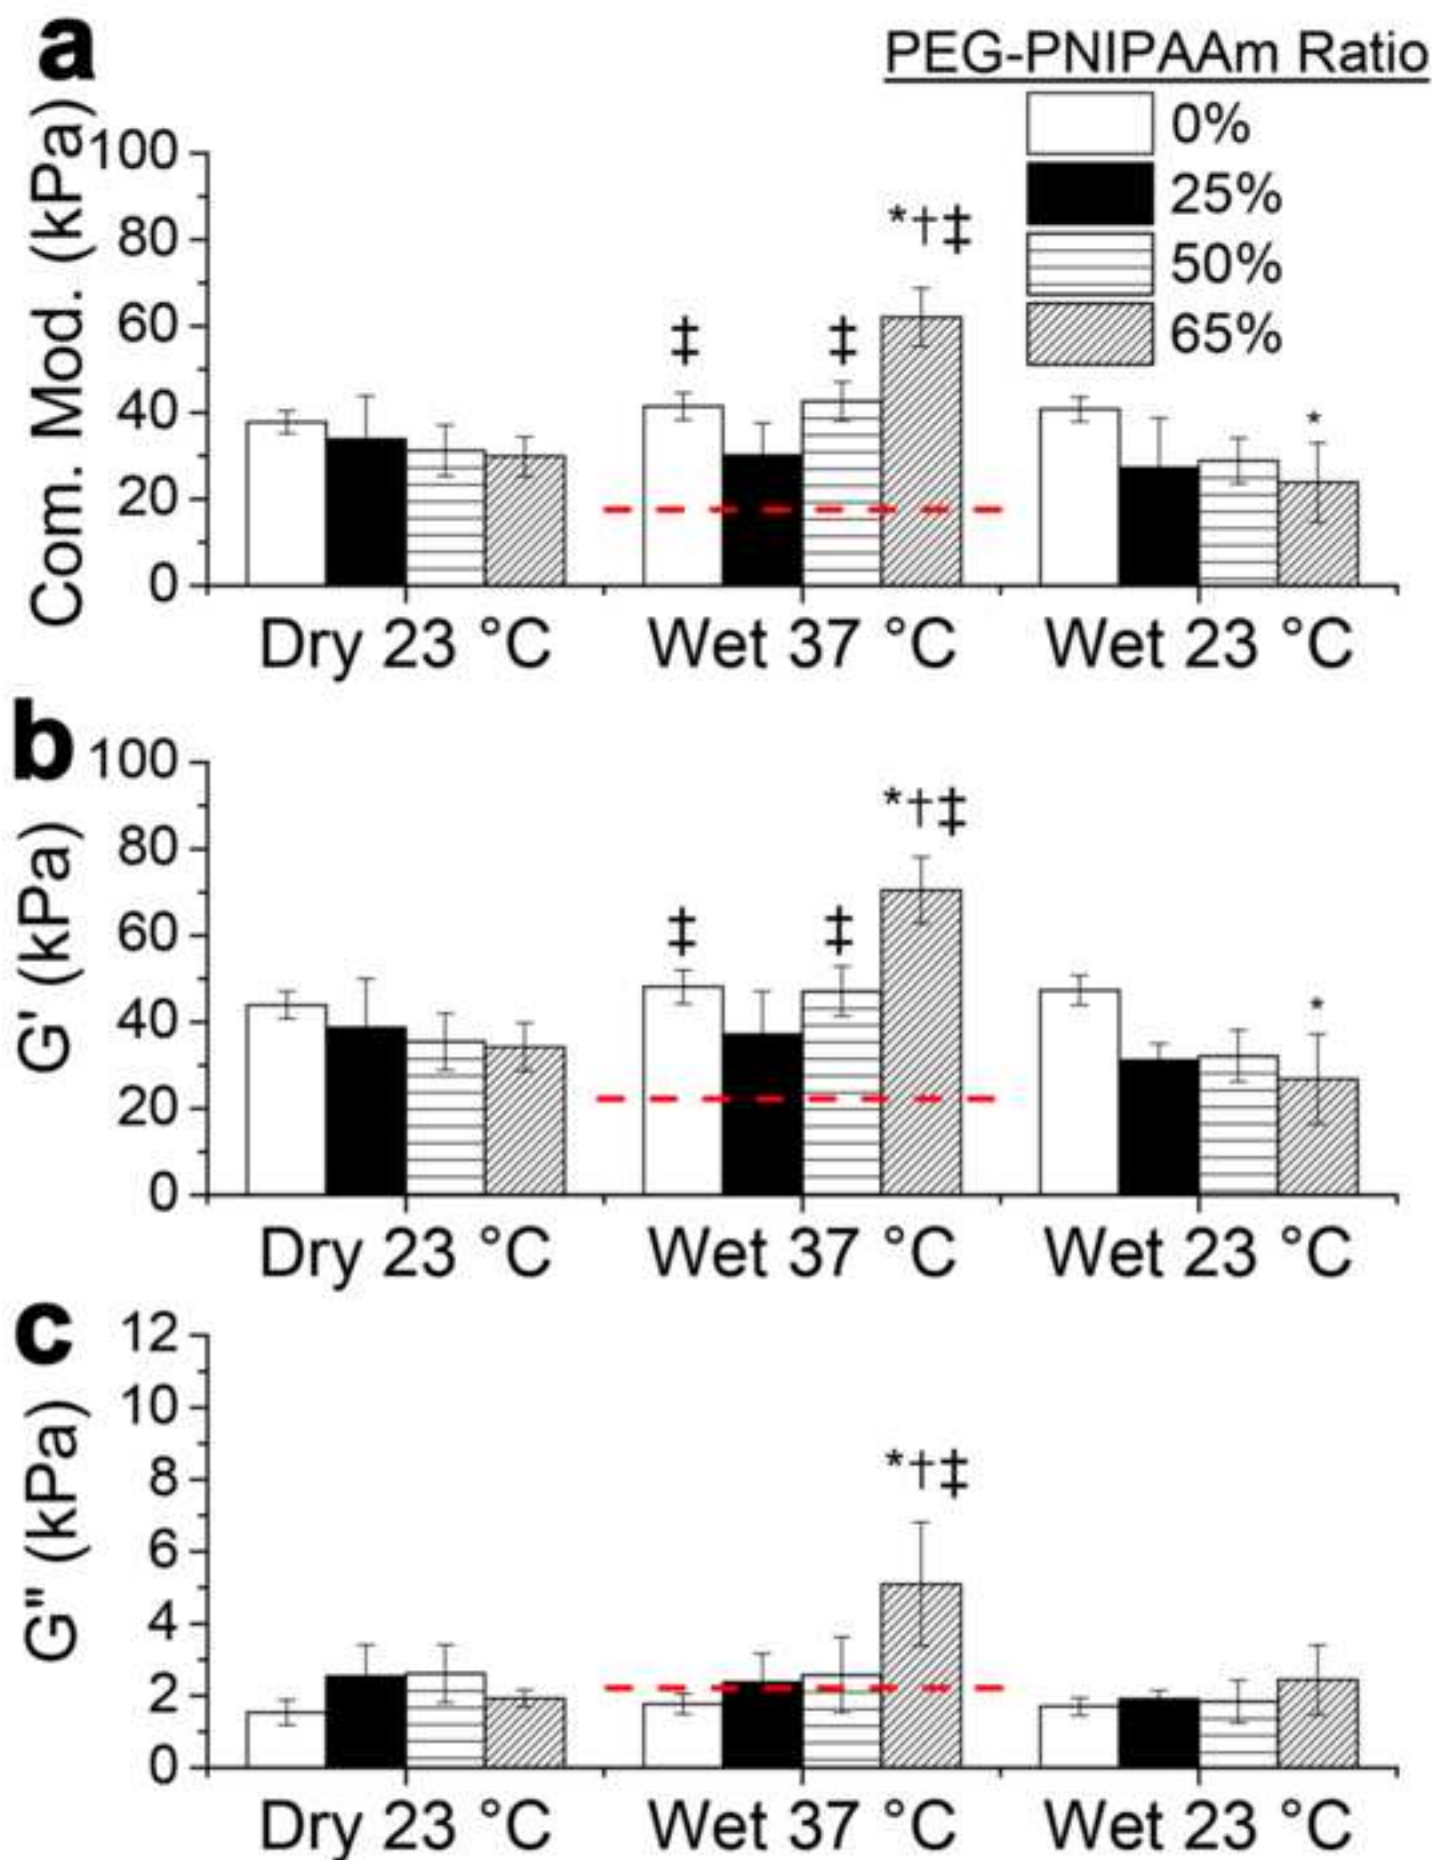 a
PEG-PNIPAAm Ratio
0%
25%
50%
65%
Com. Mod. (kPa)
100
80
60
40
20
0
‡
‡
*†‡
*
Dry 23 °C
Wet 37 °C
Wet 23 °C
b
G' (kPa)
100
80
60
40
20
0
‡
‡
*†‡
*
Dry 23 °C
Wet 37 °C
Wet 23 °C
c
G" (kPa)
12
10
8
6
4
2
0
*†‡
Dry 23 °C
Wet 37 °C
Wet 23 °C